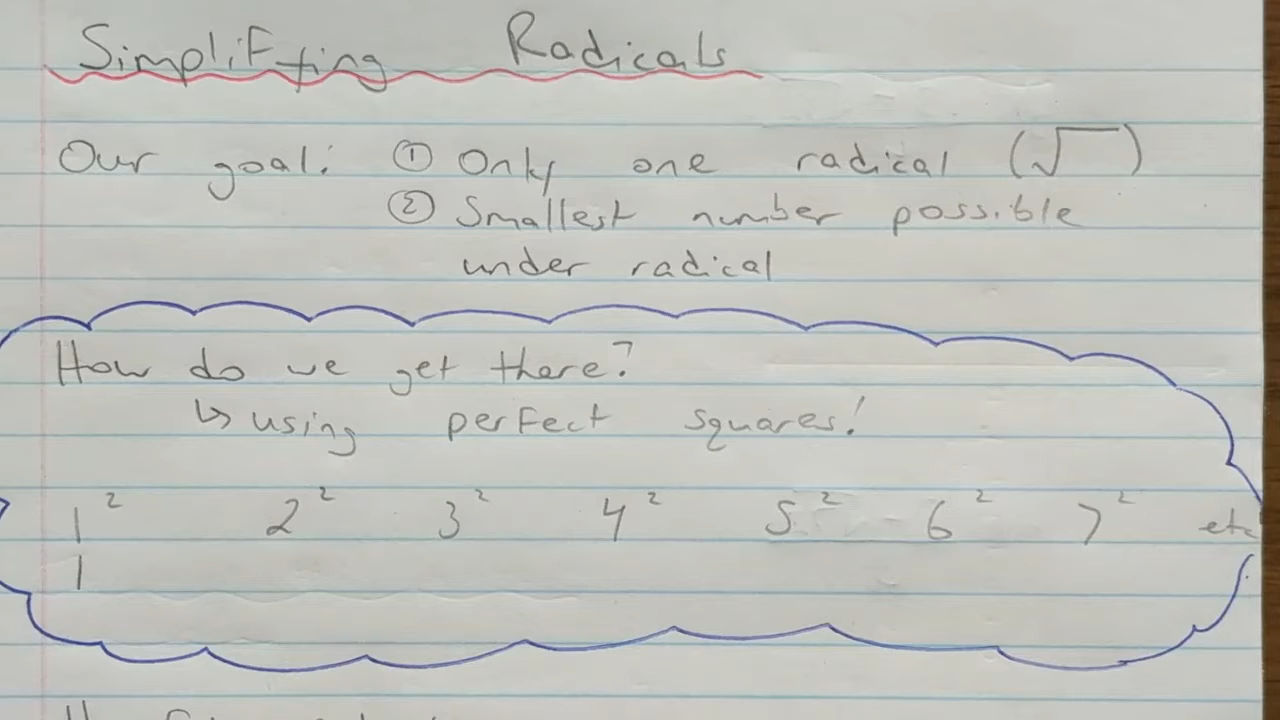 Simplifying Radicals
Our goal: ① Only one radical (√)
② Smallest number possible
under radical
How do we get there?
↳ using perfect squares!
1² 2² 3² 4² 5² 6² 7² etc
1